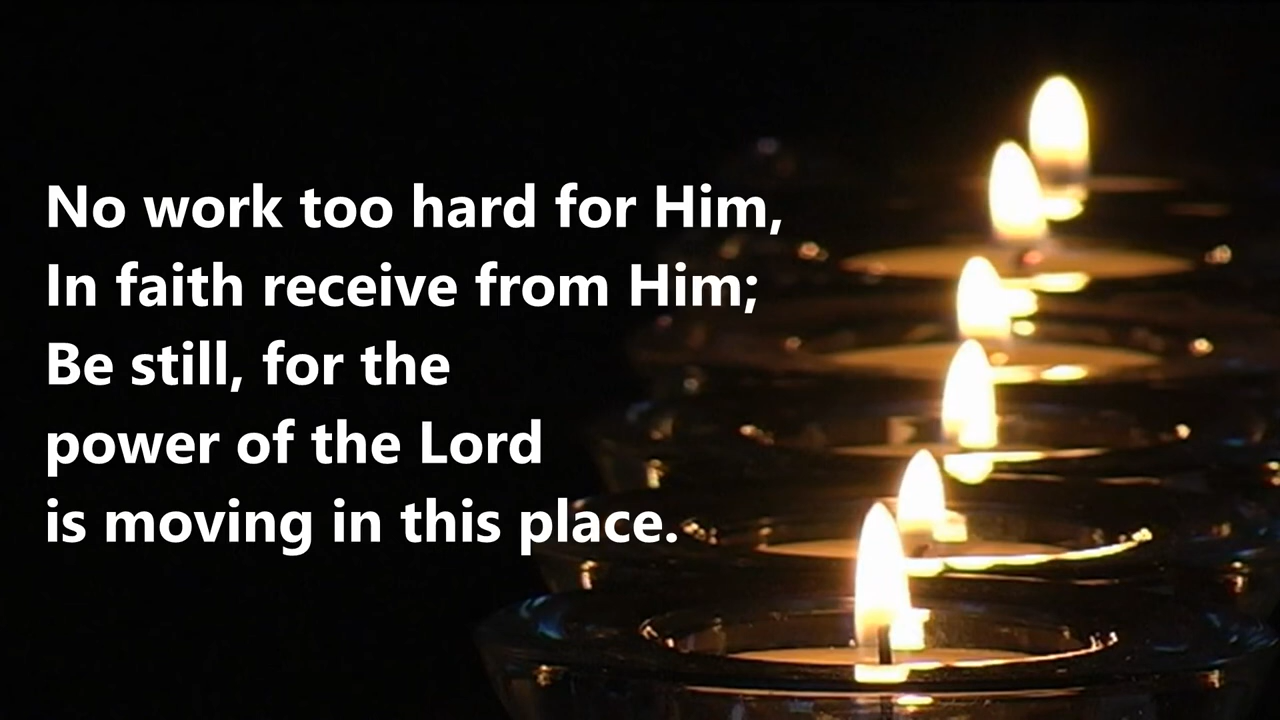 No work too hard for Him,
In faith receive from Him;
Be still, for the
power of the Lord
is moving in this place.